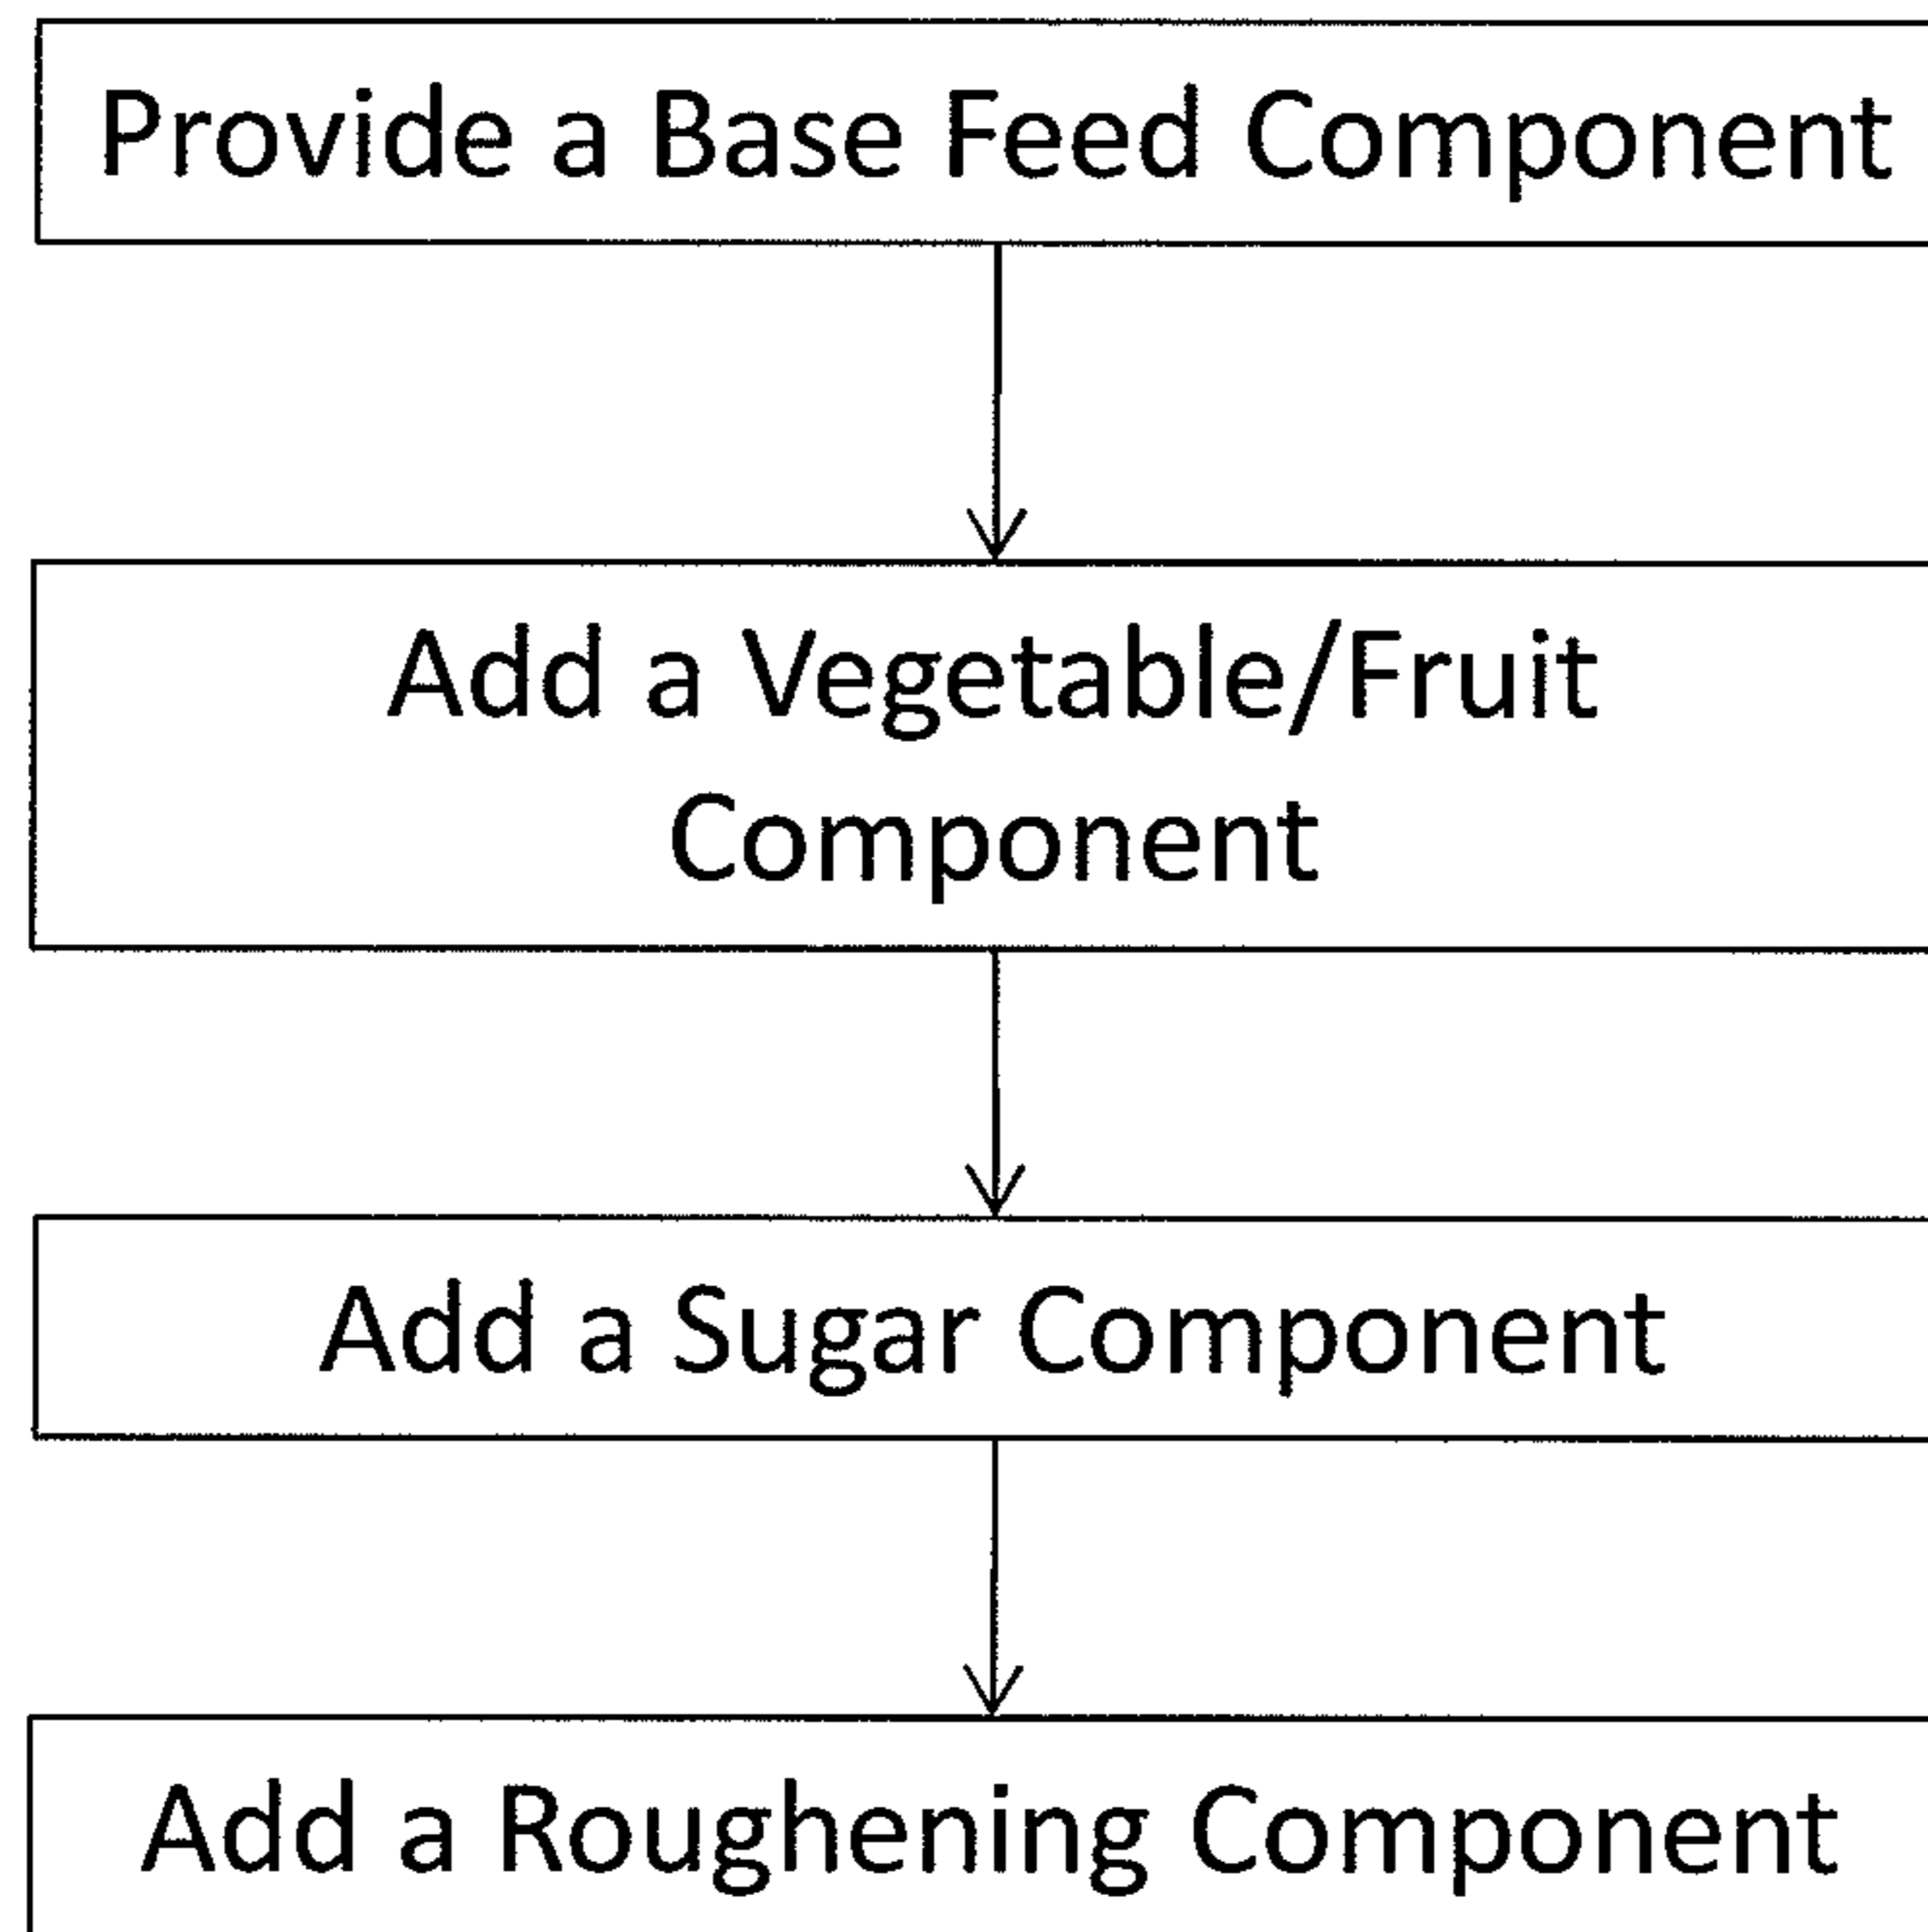 Provide a Base Feed Component
Add a Vegetable/Fruit
Component
Add a Sugar Component
Add a Roughening Component